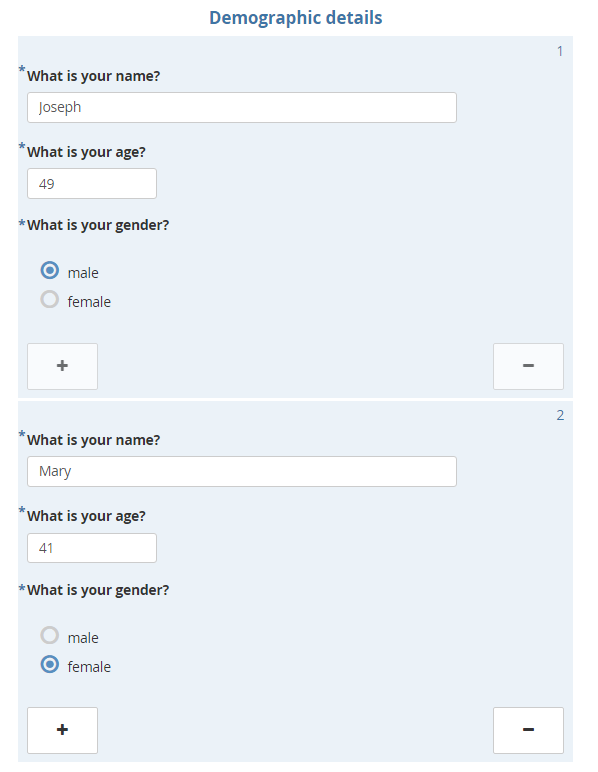 Demographic details
1
* What is your name?
Joseph
* What is your age?
49
* What is your gender?
male
female
+ −
2
* What is your name?
Mary
* What is your age?
41
* What is your gender?
male
female
+ −